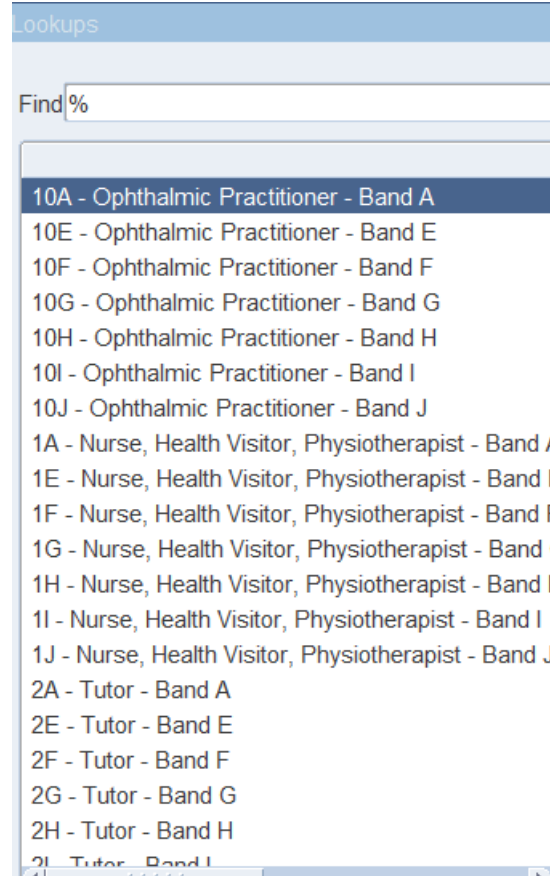 Lookups
Find %
10A - Ophthalmic Practitioner - Band A
10E - Ophthalmic Practitioner - Band E
10F - Ophthalmic Practitioner - Band F
10G - Ophthalmic Practitioner - Band G
10H - Ophthalmic Practitioner - Band H
10I - Ophthalmic Practitioner - Band I
10J - Ophthalmic Practitioner - Band J
1A - Nurse, Health Visitor, Physiotherapist - Band A
1E - Nurse, Health Visitor, Physiotherapist - Band
1F - Nurse, Health Visitor, Physiotherapist - Band
1G - Nurse, Health Visitor, Physiotherapist - Band
1H - Nurse, Health Visitor, Physiotherapist - Band
1I - Nurse, Health Visitor, Physiotherapist - Band I
1J - Nurse, Health Visitor, Physiotherapist - Band J
2A - Tutor - Band A
2E - Tutor - Band E
2F - Tutor - Band F
2G - Tutor - Band G
2H - Tutor - Band H
2I - Tutor - Band I